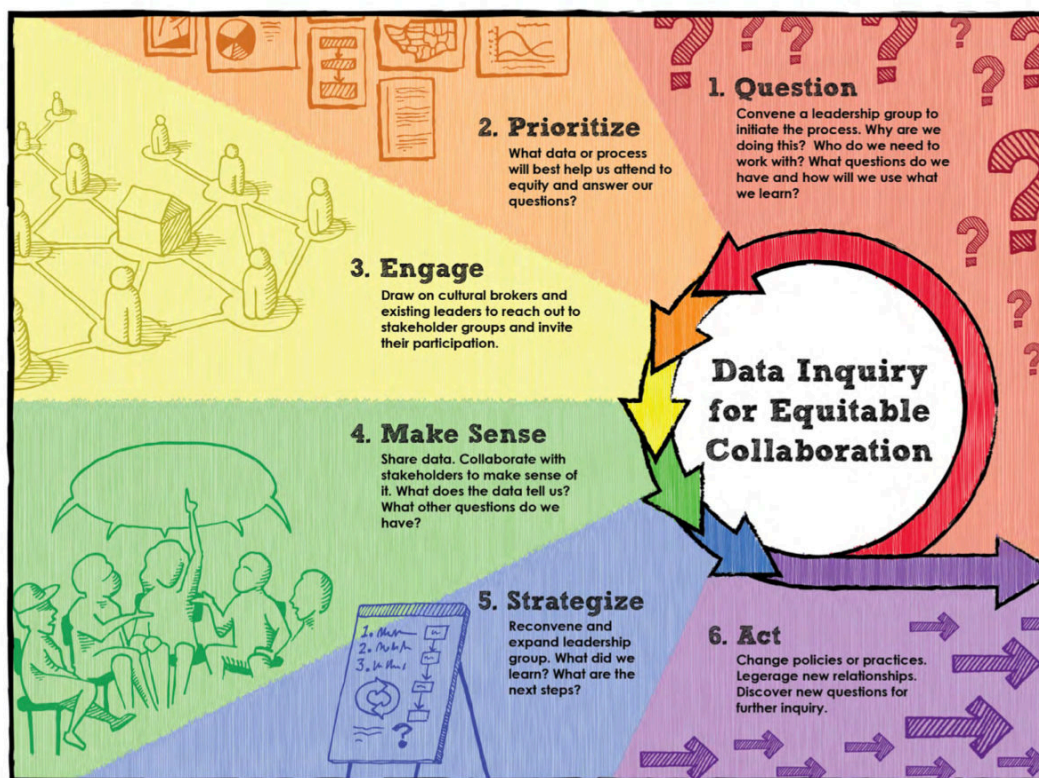 1. Question
Convene a leadership group to
initiate the process. Why are we
doing this?  Who do we need to
work with? What questions do we
have and how will we use what
we learn?
2. Prioritize
What data or process
will best help us attend to
equity and answer our
questions?
3. Engage
Draw on cultural brokers and
existing leaders to reach out to
stakeholder groups and invite
their participation.
Data Inquiry
for Equitable
Collaboration
4. Make Sense
Share data. Collaborate with
stakeholders to make sense of
it. What does the data tell us?
What other questions do we
have?
5. Strategize
Reconvene and
expand leadership
group. What did we
learn? What are the
next steps?
1.
2.
3.
?
6. Act
Change policies or practices.
Legerage new relationships.
Discover new questions for
further inquiry.